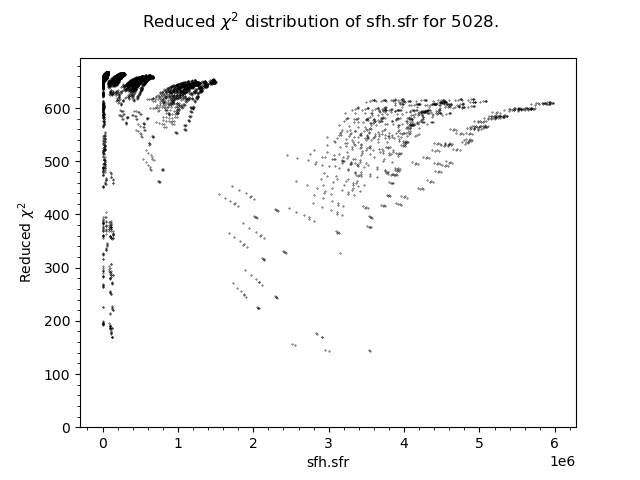 Reduced χ² distribution of sfh.sfr for 5028.
Reduced χ²
600
500
400
300
200
100
0
0 1 2 3 4 5 6
1e6
sfh.sfr